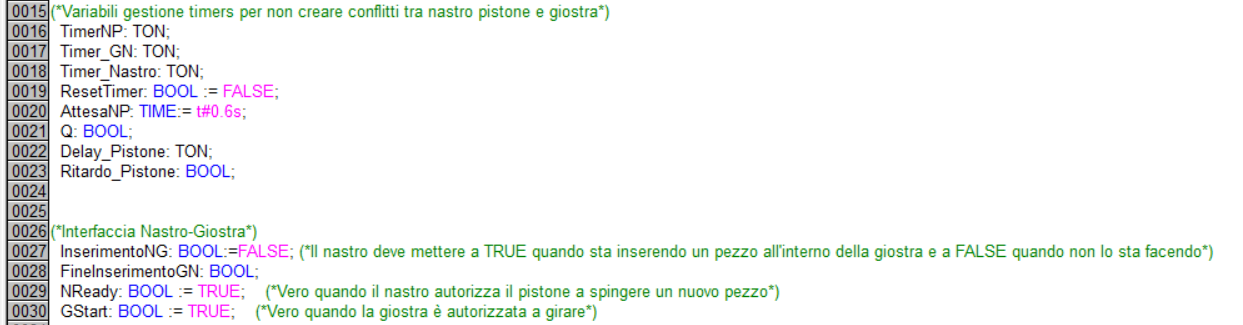 0015 (*Variabili gestione timers per non creare conflitti tra nastro pistone e giostra*)
0016 TimerNP: TON;
0017 Timer_GN: TON;
0018 Timer_Nastro: TON;
0019 ResetTimer: BOOL := FALSE;
0020 AttesaNP: TIME:= t#0.6s;
0021 Q: BOOL;
0022 Delay_Pistone: TON;
0023 Ritardo_Pistone: BOOL;
0024
0025
0026 (*Interfaccia Nastro-Giostra*)
0027 InserimentoNG: BOOL:=FALSE; (*Il nastro deve mettere a TRUE quando sta inserendo un pezzo all'interno della giostra e a FALSE quando non lo sta facendo*)
0028 FineInserimentoGN: BOOL;
0029 NReady: BOOL := TRUE; (*Vero quando il nastro autorizza il pistone a spingere un nuovo pezzo*)
0030 GStart: BOOL := TRUE; (*Vero quando la giostra è autorizzata a girare*)